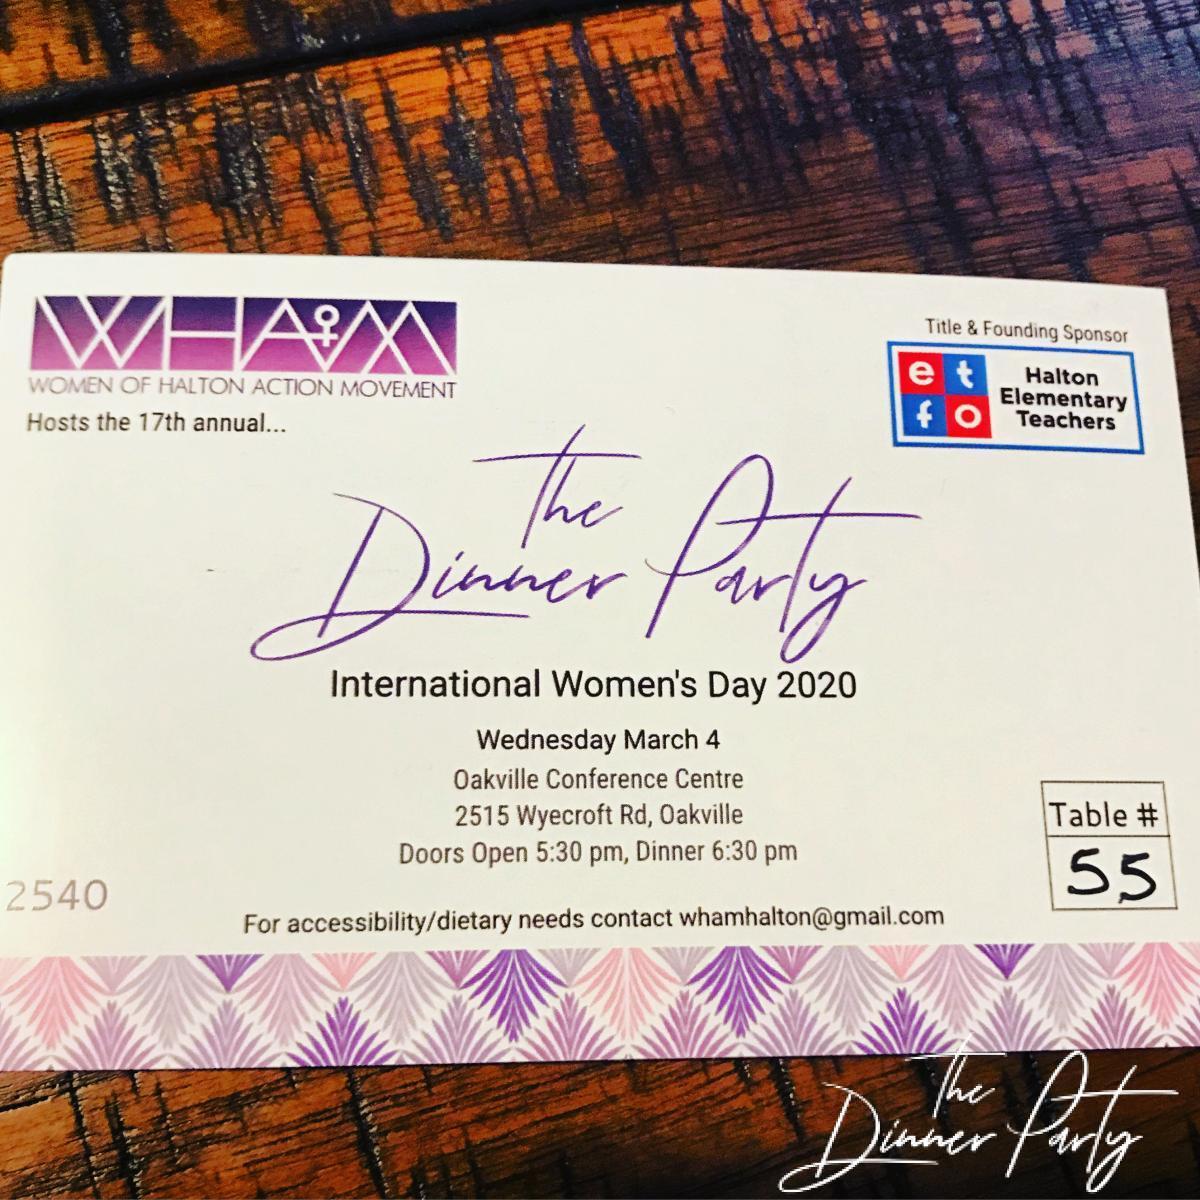 WHAM
WOMEN OF HALTON ACTION MOVEMENT
Hosts the 17th annual...
Title & Founding Sponsor
etfo
Halton
Elementary
Teachers
The
Dinner Party
International Women's Day 2020
Wednesday March 4
Oakville Conference Centre
2515 Wyecroft Rd, Oakville
Doors Open 5:30 pm, Dinner 6:30 pm
Table #
55
2540
For accessibility/dietary needs contact whamhalton@gmail.com
The
Dinner Party